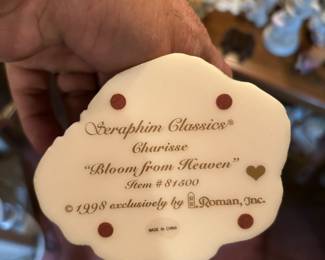 Seraphim Classics®
Charisse
"Bloom from Heaven"
Item # 81500
© 1998 exclusively by Roman, Inc.
MADE IN CHINA